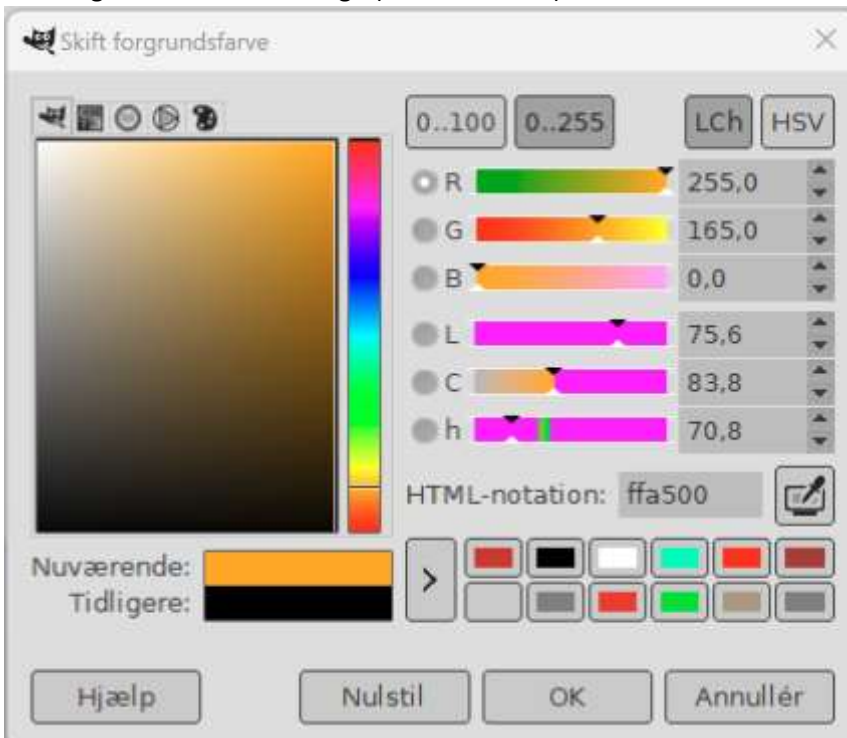 Skift forgrundsfarve
0..100 0..255 LCh HSV
R 255,0
G 165,0
B 0,0
L 75,6
C 83,8
h 70,8
HTML-notation: ffa500
Nuværende:
Tidligere:
>
Hjælp Nulstil OK Annullér